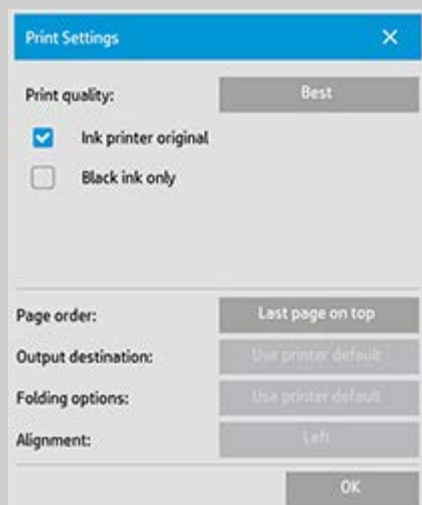 Print Settings
Print quality: Best
Ink printer original
Black ink only
Page order: Last page on top
Output destination: Use printer default
Folding options: Use printer default
Alignment: Left
OK